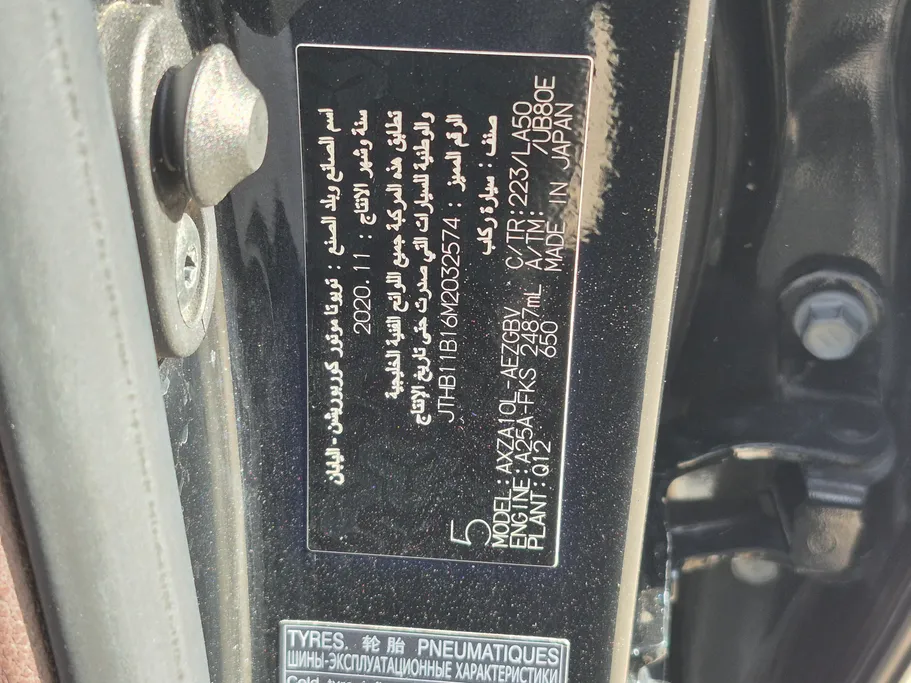 اسم الصانع وبلد الصنع : تويوتا موتور كوربوريشن - اليابان
سنة وشهر الانتاج : 2020.11
تطابق هذه المركبة جميع اللوائح الفنية الخليجية
والوطنية للسيارات التي صدرت حتى تاريخ الإنتاج
الرقم المميز : JTHB11B16M2032574
صنف : سيارة ركاب
5
MODEL:AXZA10L-AEZGBV C/TR:223/LA50
ENGINE:A25A-FKS 2487mL A/TM: /UB80E
PLANT:Q12 650 MADE IN JAPAN
TYRES. 轮胎 PNEUMATIQUES
ШИНЫ-ЭКСПЛУАТАЦИОННЫЕ ХАРАКТЕРИСТИКИ
Cold